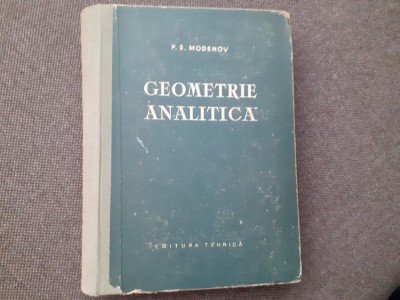 P. S. MODENOV
GEOMETRIE
ANALITICĂ
EDITURA TEHNICĂ